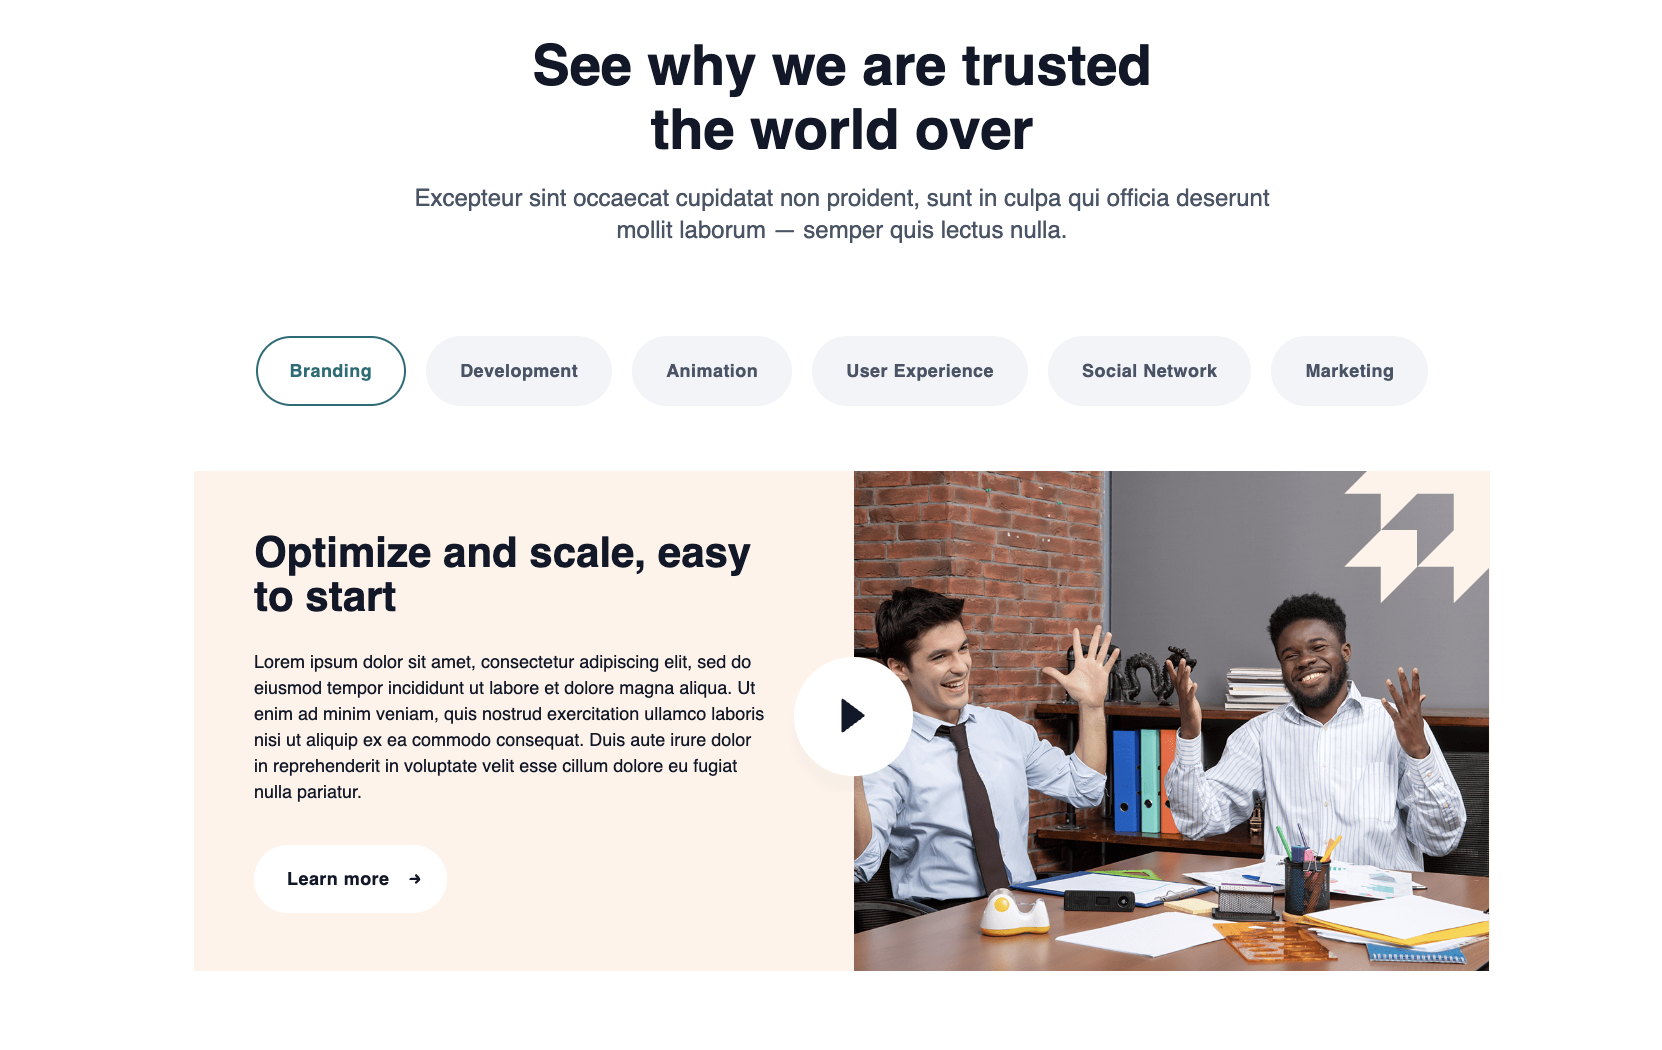 See why we are trusted
the world over
Excepteur sint occaecat cupidatat non proident, sunt in culpa qui officia deserunt
mollit laborum — semper quis lectus nulla.
Branding
Development
Animation
User Experience
Social Network
Marketing
Optimize and scale, easy
to start
Lorem ipsum dolor sit amet, consectetur adipiscing elit, sed do
eiusmod tempor incididunt ut labore et dolore magna aliqua. Ut
enim ad minim veniam, quis nostrud exercitation ullamco laboris
nisi ut aliquip ex ea commodo consequat. Duis aute irure dolor
in reprehenderit in voluptate velit esse cillum dolore eu fugiat
nulla pariatur.
Learn more →